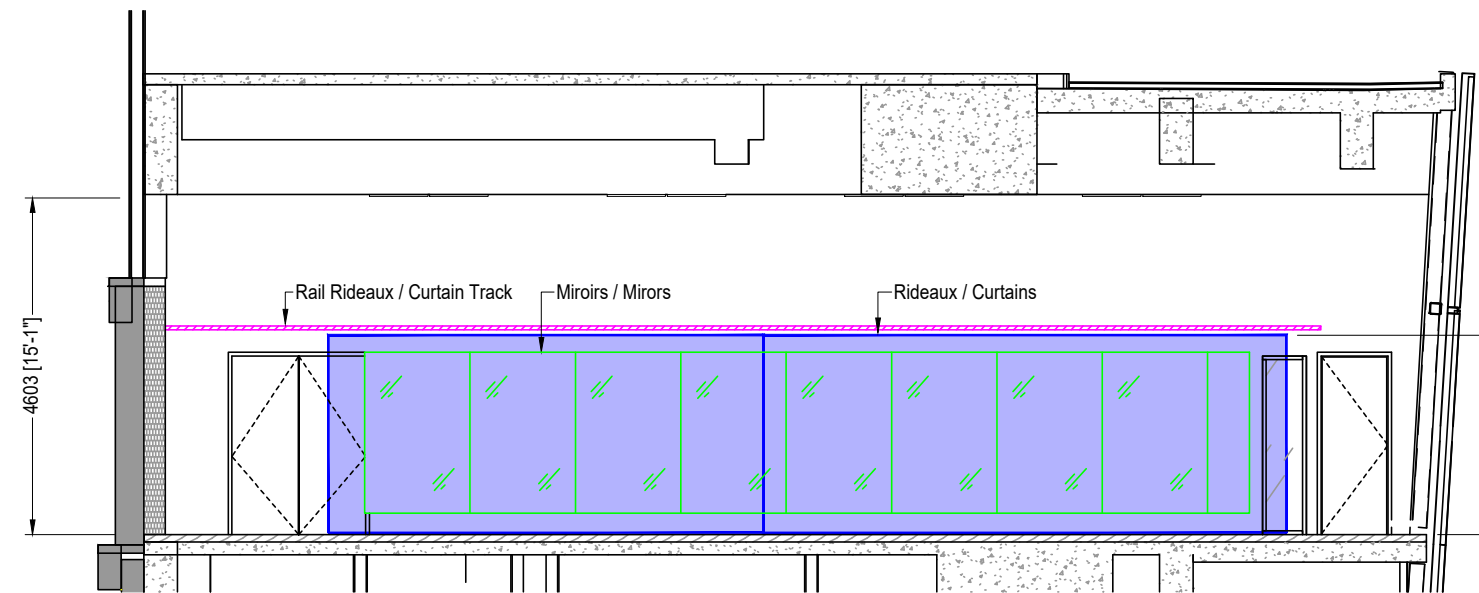 Rail Rideaux / Curtain Track
Miroirs / Mirors
Rideaux / Curtains
4603 [15'-1"]